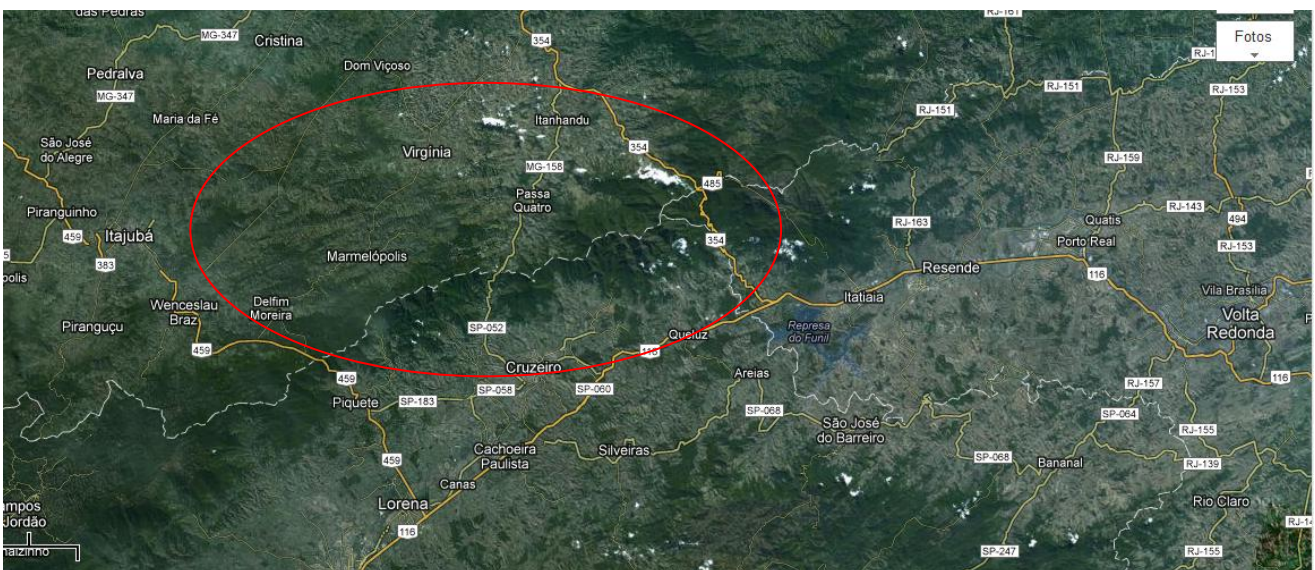 das Pedras
MG-347
Cristina
354
RJ-161
Fotos
Dom Viçoso
RJ-1
Pedralva
MG-347
RJ-151
RJ-151
RJ-153
Maria da Fé
Itanhandu
São José
do Alegre
354
Virgínia
MG-158
RJ-159
485
Passa
Quatro
Piranguinho
459
Itajubá
RJ-163
RJ-143
494
Quatis
Porto Real
RJ-153
354
383
Marmelópolis
Resende
116
Vila Brasília
Itatiaia
Wenceslau
Braz
Delfim
Moreira
Volta
Redonda
Piranguçu
SP-052
Represa
do Funil
Queluz
459
116
Cruzeiro
Areias
459
116
SP-058
SP-060
RJ-157
Piquete
SP-183
SP-068
SP-064
São José
do Barreiro
RJ-155
Cachoeira
Paulista
Silveiras
459
SP-068
Bananal
RJ-139
Canas
Lorena
Rio Claro
Jordão
116
SP-247
RJ-155